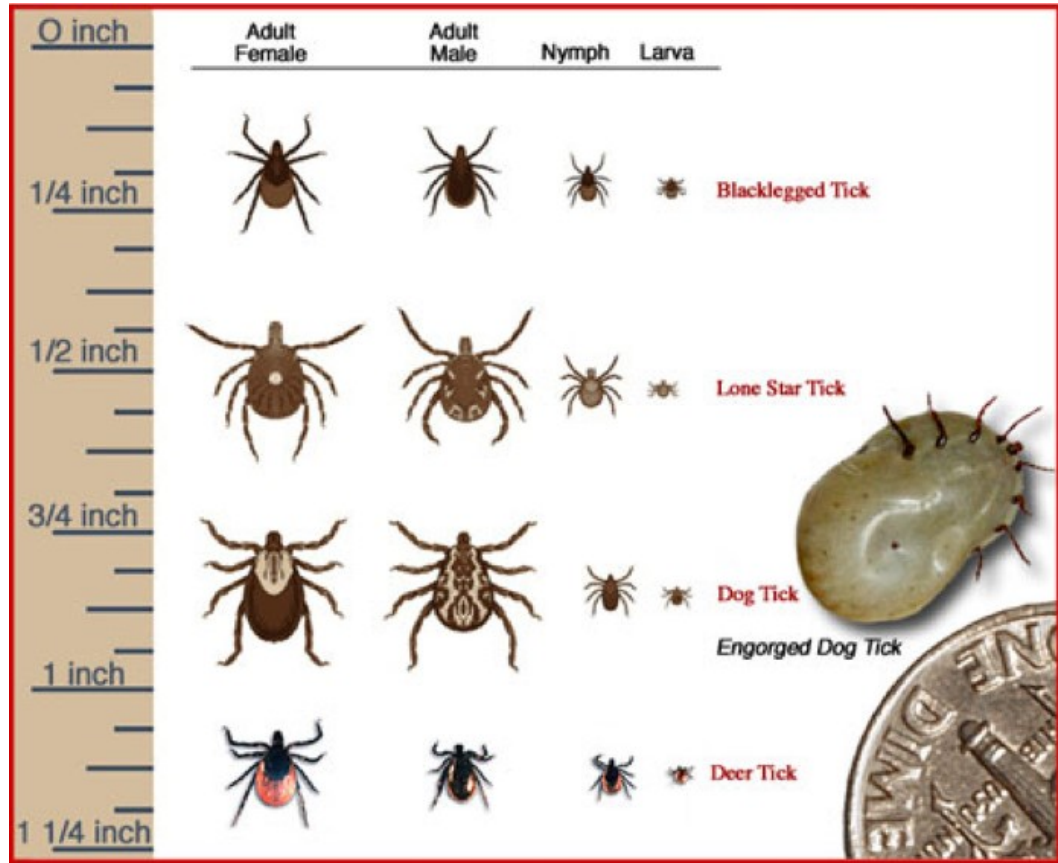 O inch
Adult
Female
Adult
Male
Nymph
Larva
1/4 inch
Blacklegged Tick
1/2 inch
Lone Star Tick
3/4 inch
Dog Tick
Engorged Dog Tick
1 inch
Deer Tick
1 1/4 inch
ONE DIME